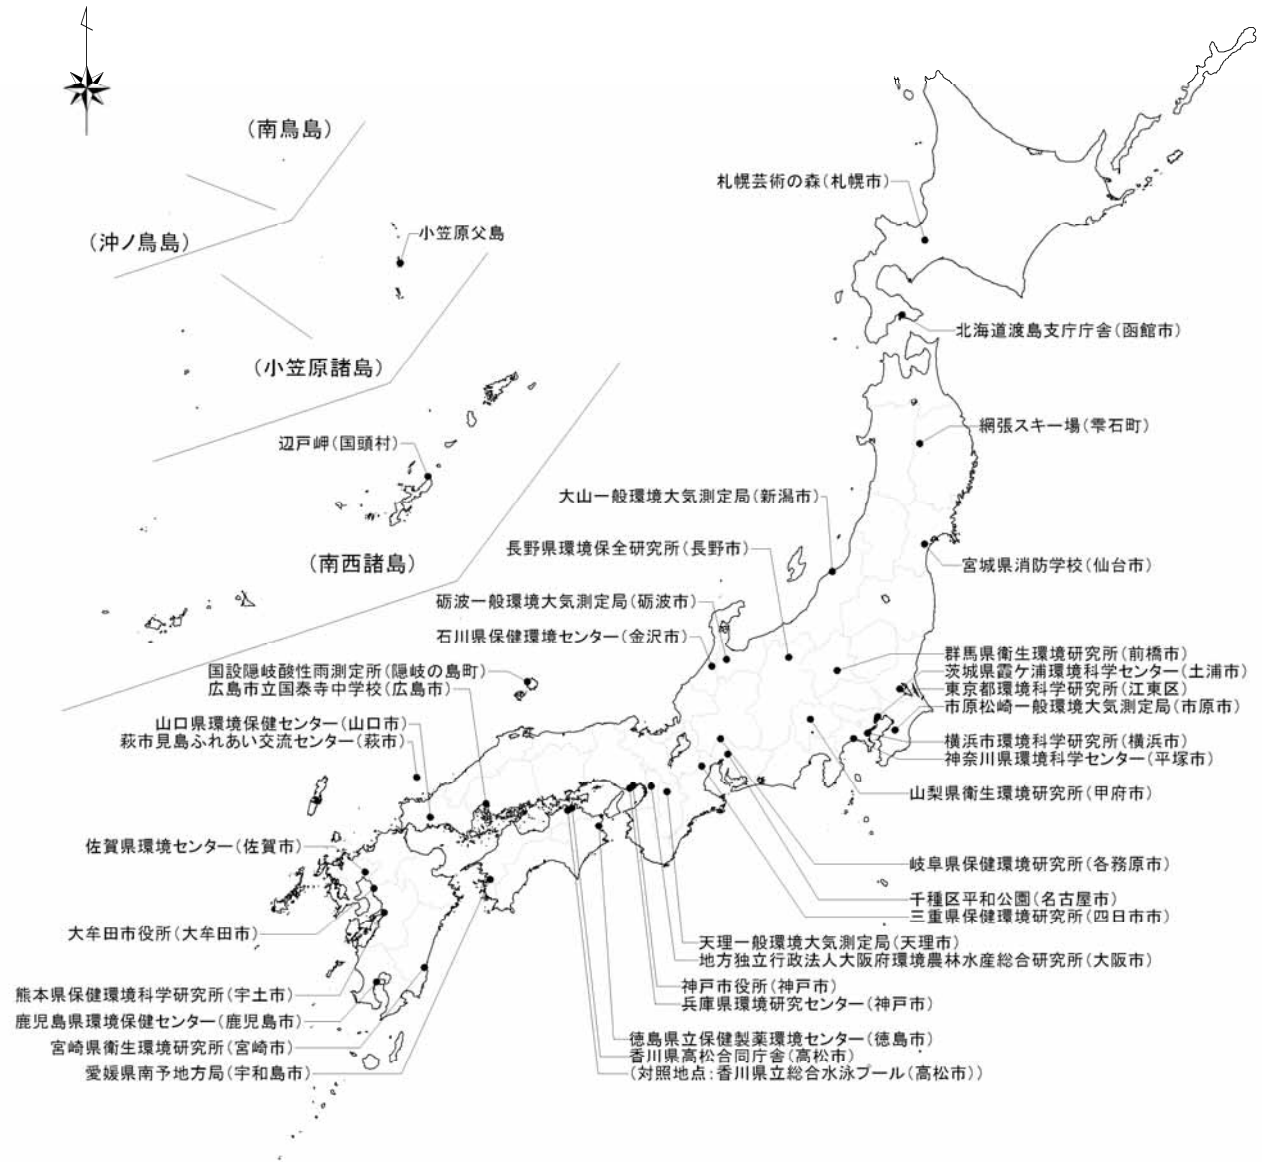 (南鳥島)
札幌芸術の森(札幌市)
小笠原父島
(沖ノ鳥島)
北海道渡島支庁庁舎(函館市)
(小笠原諸島)
網張スキー場(雫石町)
辺戸岬(国頭村)
大山一般環境大気測定局(新潟市)
長野県環境保全研究所(長野市)
(南西諸島)
宮城県消防学校(仙台市)
砺波一般環境大気測定局(砺波市)
石川県保健環境センター(金沢市)
群馬県衛生環境研究所(前橋市)
国設隠岐酸性雨測定所(隠岐の島町)
茨城県霞ケ浦環境科学センター(土浦市)
広島市立国泰寺中学校(広島市)
東京都環境科学研究所(江東区)
市原松崎一般環境大気測定局(市原市)
山口県環境保健センター(山口市)
萩市見島ふれあい交流センター(萩市)
横浜市環境科学研究所(横浜市)
神奈川県環境科学センター(平塚市)
山梨県衛生環境研究所(甲府市)
佐賀県環境センター(佐賀市)
岐阜県保健環境研究所(各務原市)
千種区平和公園(名古屋市)
三重県保健環境研究所(四日市市)
大牟田市役所(大牟田市)
天理一般環境大気測定局(天理市)
地方独立行政法人大阪府環境農林水産総合研究所(大阪市)
神戸市役所(神戸市)
熊本県保健環境科学研究所(宇土市)
兵庫県環境研究センター(神戸市)
鹿児島県環境保健センター(鹿児島市)
徳島県立保健製薬環境センター(徳島市)
宮崎県衛生環境研究所(宮崎市)
香川県高松合同庁舎(高松市)
愛媛県南予地方局(宇和島市)
(対照地点:香川県立総合水泳プール(高松市))